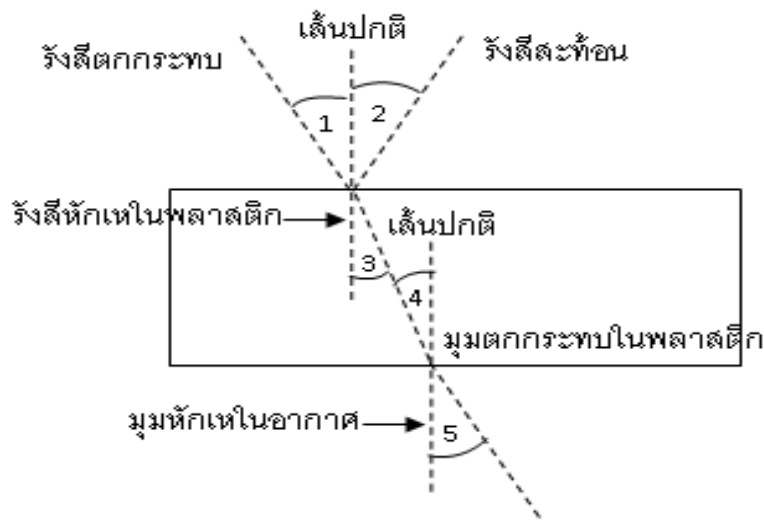 เส้นปกติ
รังสีตกกระทบ
รังสีสะท้อน
1
2
รังสีหักเหในพลาสติก
เส้นปกติ
3
4
มุมตกกระทบในพลาสติก
มุมหักเหในอากาศ
5